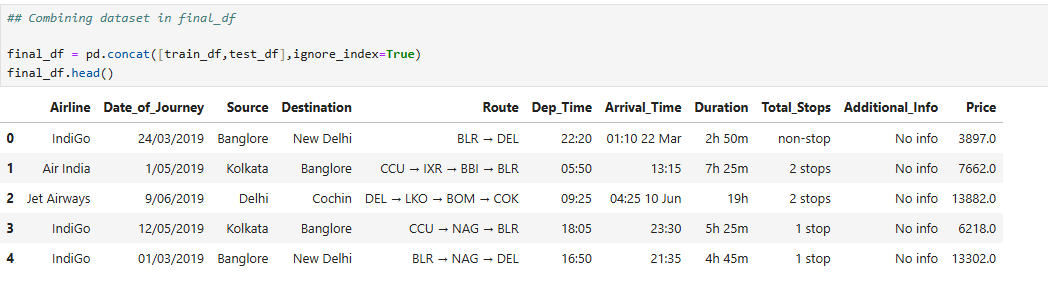 ## Combining dataset in final_df
final_df = pd.concat([train_df,test_df],ignore_index=True)
final_df.head()
Airline Date_of_Journey Source Destination Route Dep_Time Arrival_Time Duration Total_Stops Additional_Info Price
0 IndiGo 24/03/2019 Banglore New Delhi BLR → DEL 22:20 01:10 22 Mar 2h 50m non-stop No info 3897.0
1 Air India 1/05/2019 Kolkata Banglore CCU → IXR → BBI → BLR 05:50 13:15 7h 25m 2 stops No info 7662.0
2 Jet Airways 9/06/2019 Delhi Cochin DEL → LKO → BOM → COK 09:25 04:25 10 Jun 19h 2 stops No info 13882.0
3 IndiGo 12/05/2019 Kolkata Banglore CCU → NAG → BLR 18:05 23:30 5h 25m 1 stop No info 6218.0
4 IndiGo 01/03/2019 Banglore New Delhi BLR → NAG → DEL 16:50 21:35 4h 45m 1 stop No info 13302.0